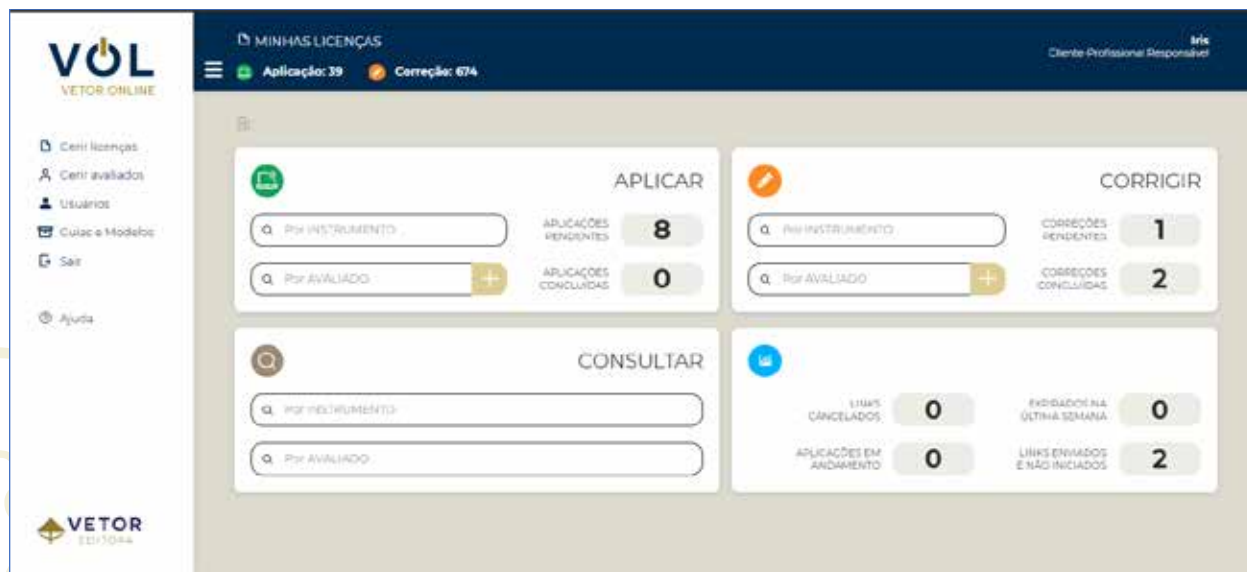 VOL
VETOR ONLINE
Gerir licenças
Gerir avaliados
Usuários
Guias e Modelos
Sair
Ajuda
VETOR
EDITORA
MINHAS LICENÇAS
Aplicação: 39 Correção: 674
Iris
Cliente-Profissional Responsável
APLICAR
Por INSTRUMENTO
APLICAÇÕES
PENDENTES
8
Por AVALIADO
+
APLICAÇÕES
CONCLUÍDAS
0
CORRIGIR
Por INSTRUMENTO
CORREÇÕES
PENDENTES
1
Por AVALIADO
+
CORREÇÕES
CONCLUÍDAS
2
CONSULTAR
Por INSTRUMENTO
Por AVALIADO
LINKS
CANCELADOS
0
EXPIRADOS NA
ÚLTIMA SEMANA
0
APLICAÇÕES EM
ANDAMENTO
0
LINKS ENVIADOS
E NÃO INICIADOS
2